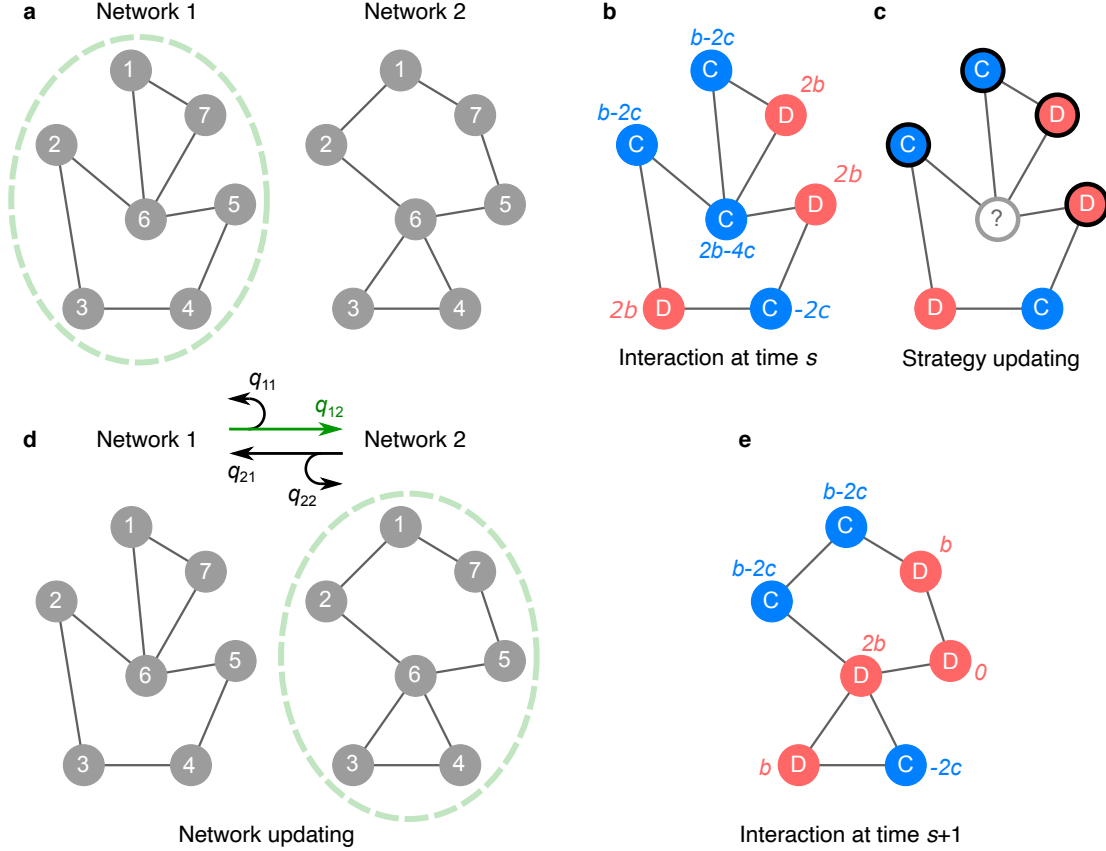 a
Network 1
Network 2
1
7
2
6
5
3
4
1
7
2
6
5
3
4
b
b-2c
C
2b
D
b-2c
C
2b
D
C
2b-4c
2b
D
C
-2c
Interaction at time s
c
C
D
C
D
?
D
C
Strategy updating
q11
q12
q21
q22
d
Network 1
Network 2
1
7
2
6
5
3
4
1
7
2
6
5
3
4
Network updating
e
b-2c
C
b
D
b-2c
C
2b
D
D
0
b
D
C
-2c
Interaction at time s+1